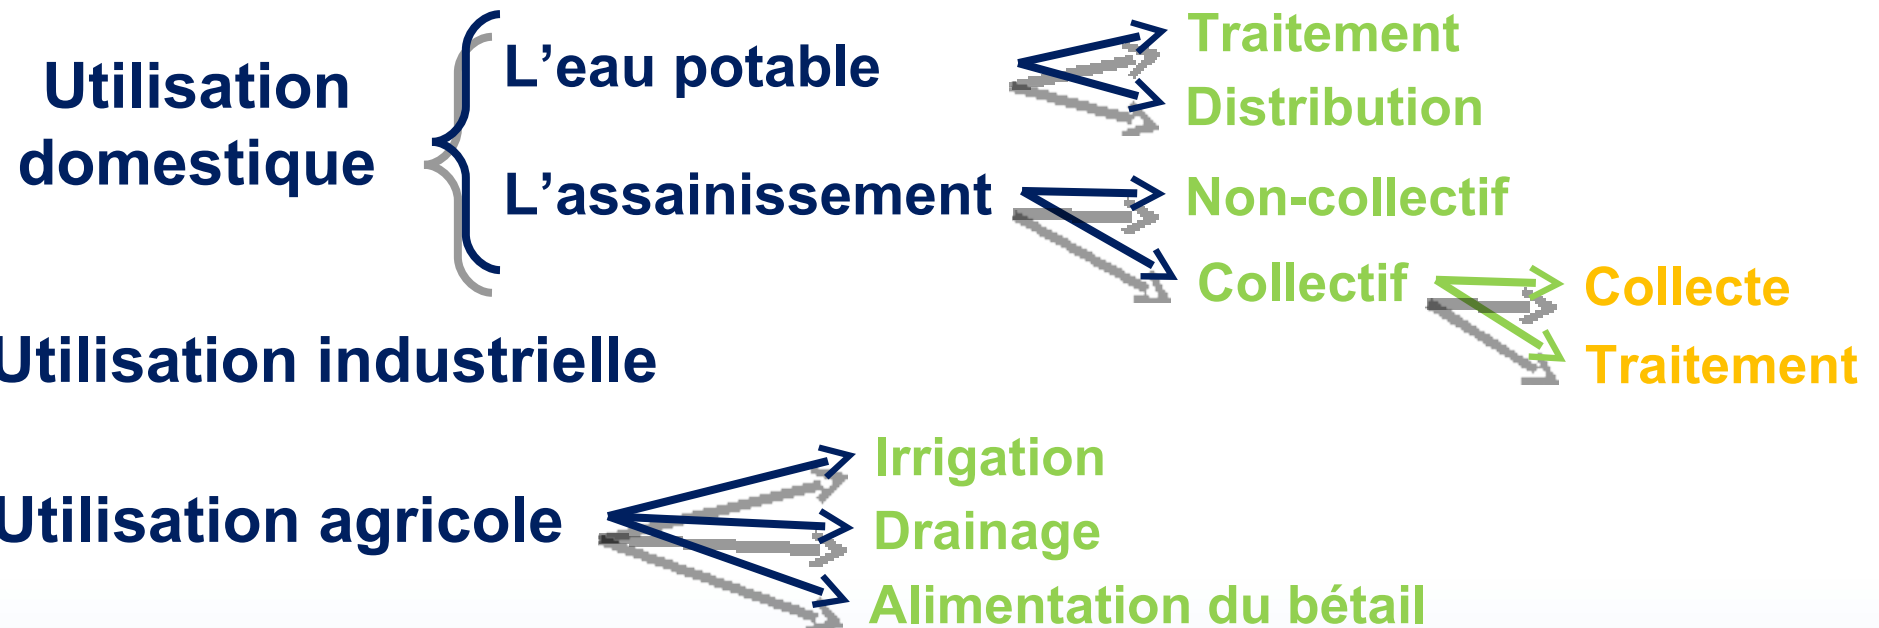 Utilisation
domestique
L'eau potable
Traitement
Distribution
L'assainissement
Non-collectif
Collectif
Collecte
Traitement
Utilisation industrielle
Utilisation agricole
Irrigation
Drainage
Alimentation du bétail